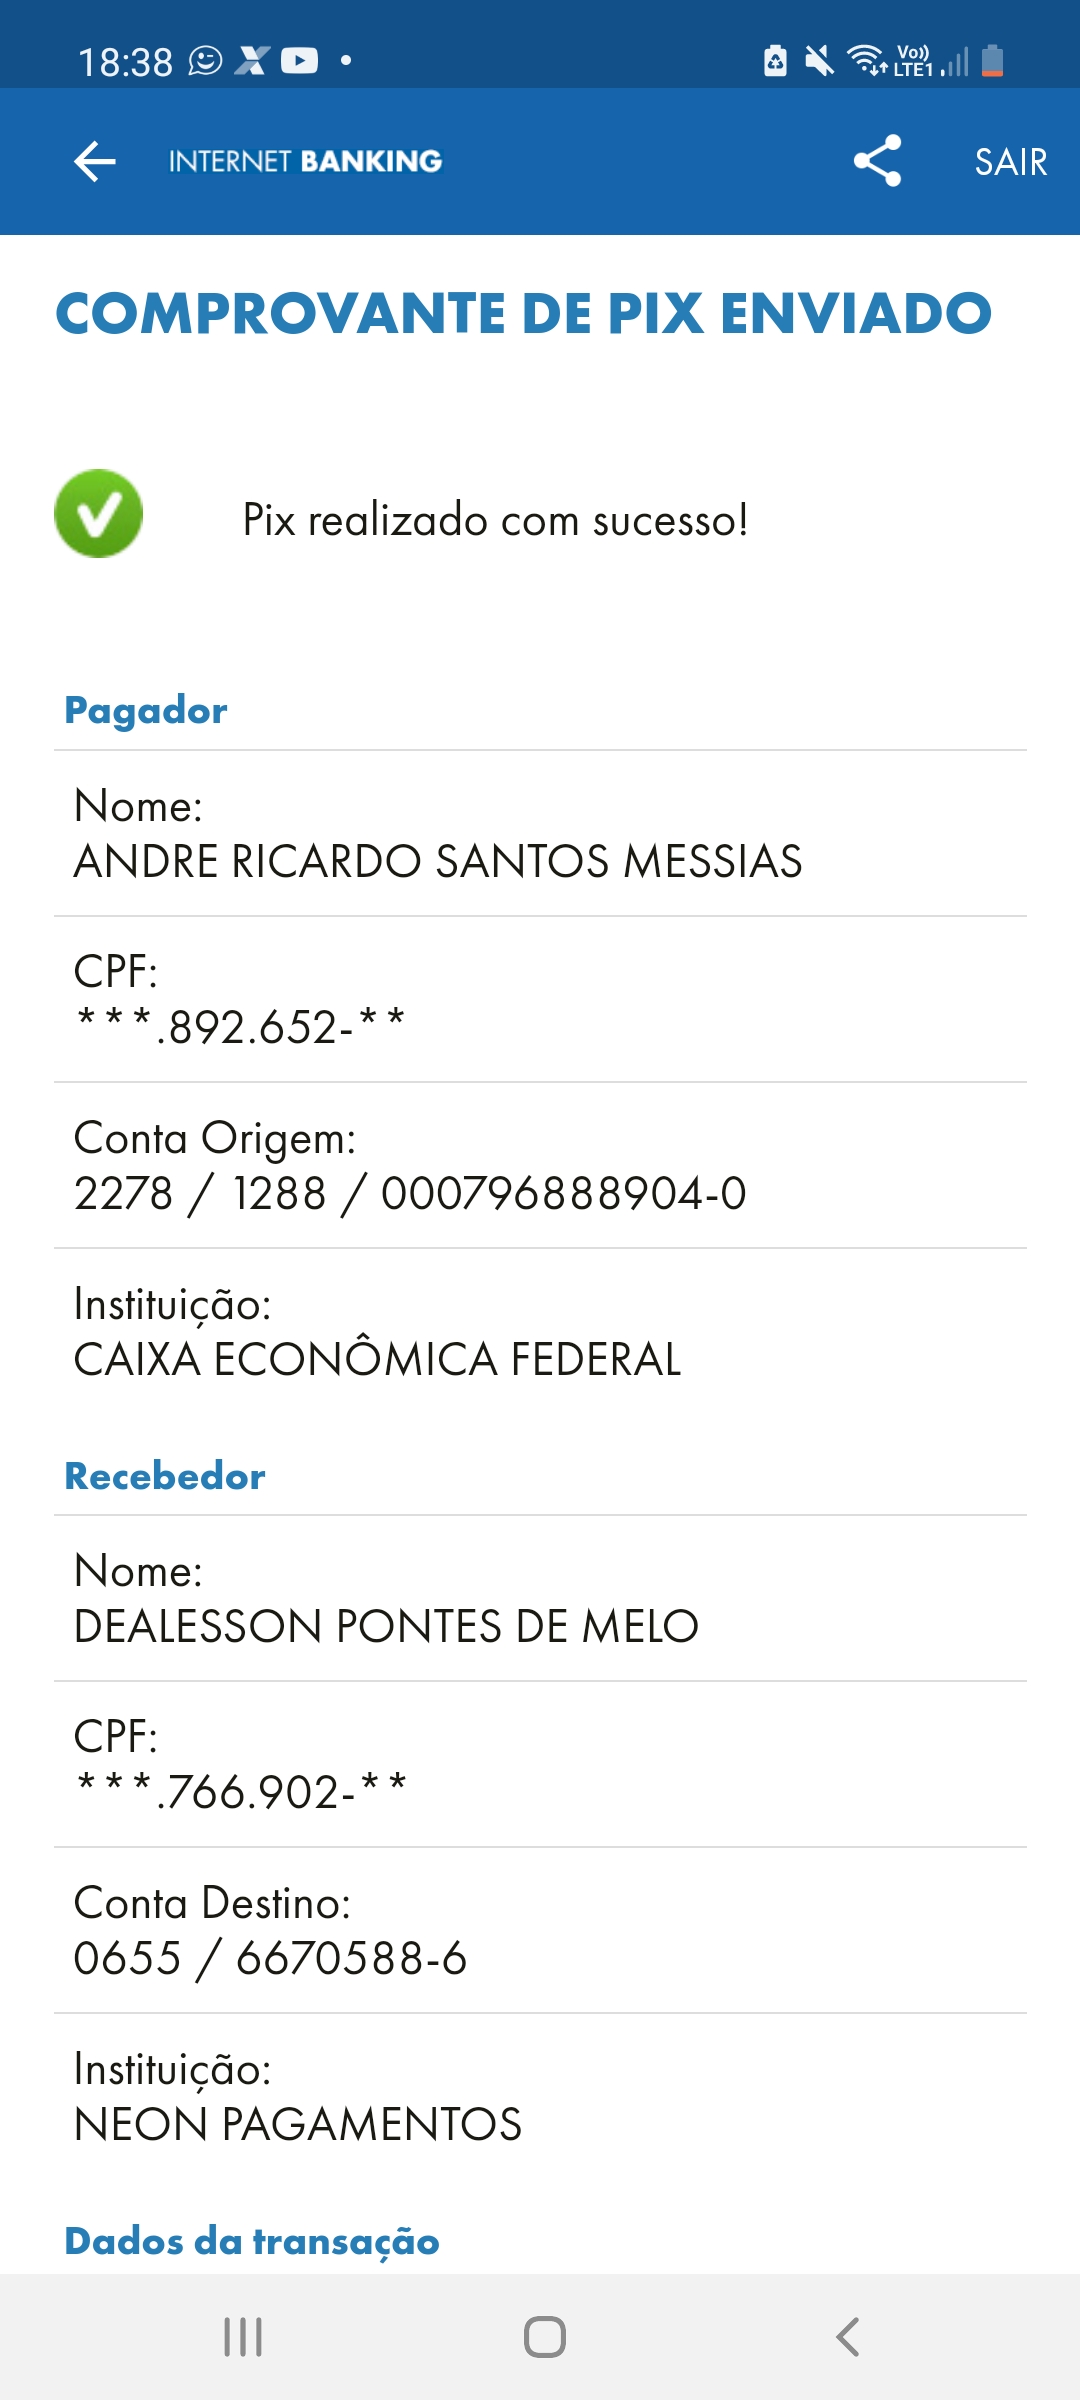 18:38 Vo)) LTE1
INTERNET BANKING SAIR
COMPROVANTE DE PIX ENVIADO
Pix realizado com sucesso!
Pagador
Nome:
ANDRE RICARDO SANTOS MESSIAS
CPF:
***.892.652-**
Conta Origem:
2278 / 1288 / 000796888904-0
Instituição:
CAIXA ECONÔMICA FEDERAL
Recebedor
Nome:
DEALESSON PONTES DE MELO
CPF:
***.766.902-**
Conta Destino:
0655 / 6670588-6
Instituição:
NEON PAGAMENTOS
Dados da transação